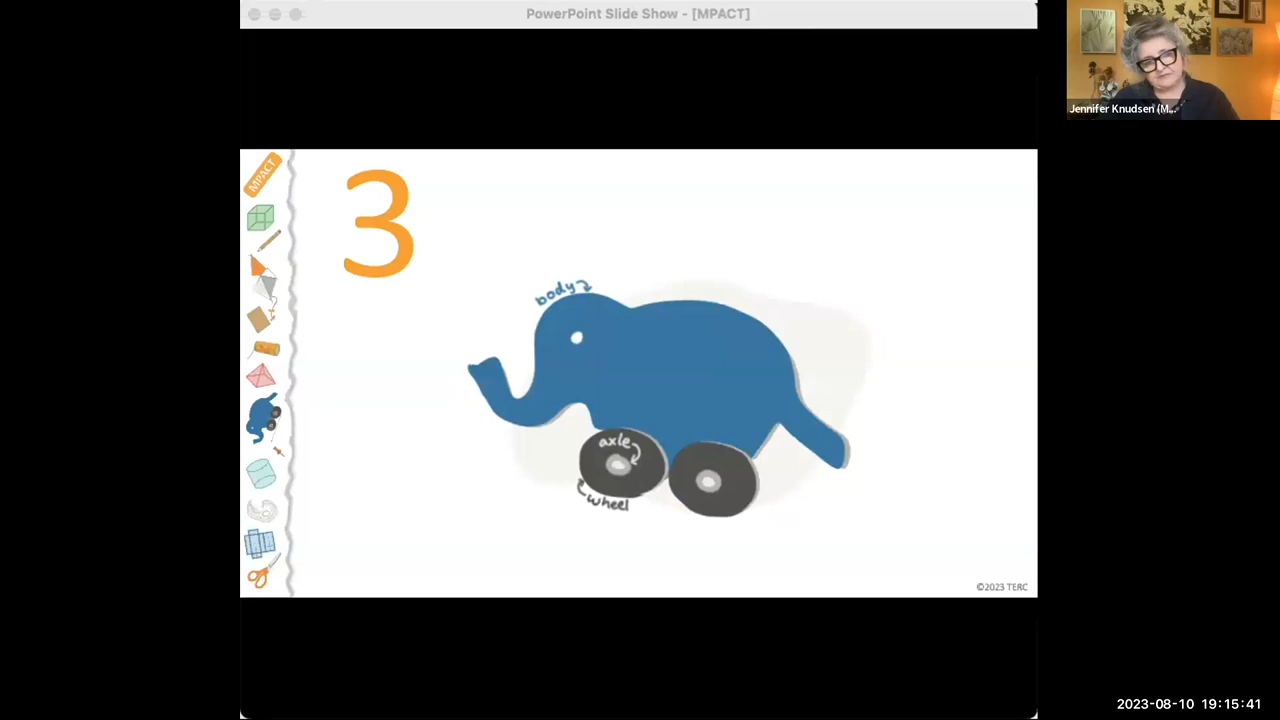 PowerPoint Slide Show - [MPACT]
Jennifer Knudsen (M...
MPACT
3
body
axle
wheel
©2023 TERC
2023-08-10 19:15:41